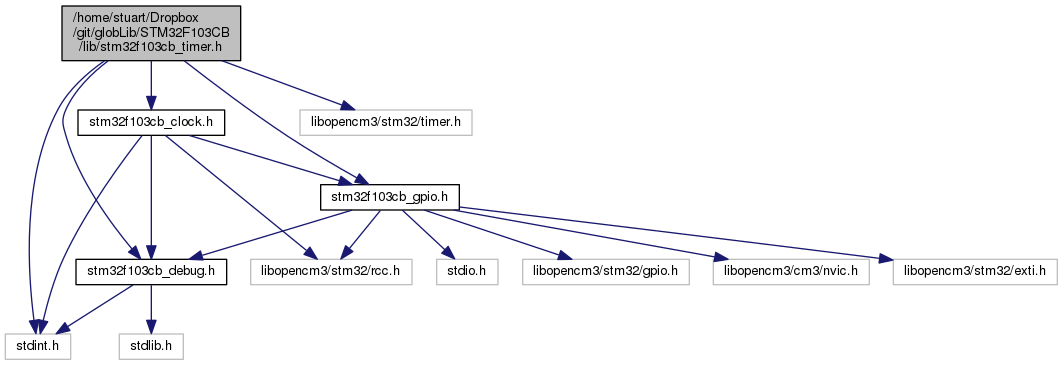 /home/stuart/Dropbox
/git/globLib/STM32F103CB
/lib/stm32f103cb_timer.h
stm32f103cb_clock.h
libopencm3/stm32/timer.h
stm32f103cb_gpio.h
stm32f103cb_debug.h
libopencm3/stm32/rcc.h
stdio.h
libopencm3/stm32/gpio.h
libopencm3/cm3/nvic.h
libopencm3/stm32/exti.h
stdint.h
stdlib.h